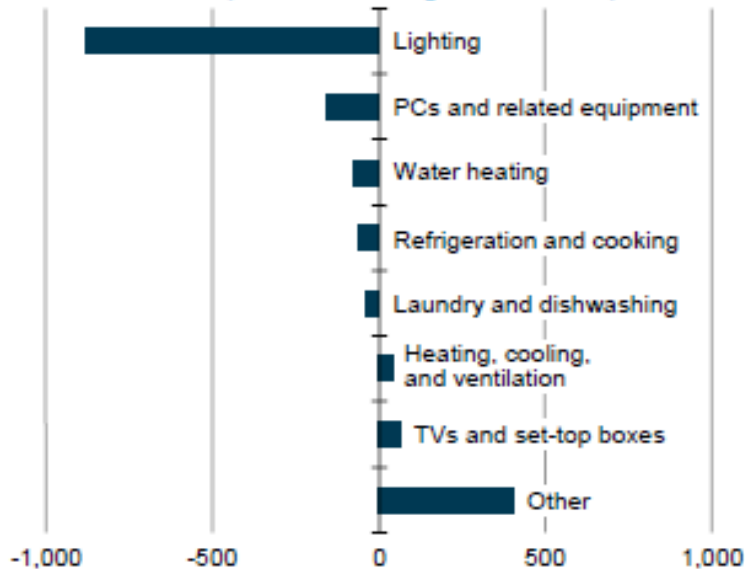 Lighting
PCs and related equipment
Water heating
Refrigeration and cooking
Laundry and dishwashing
Heating, cooling,
and ventilation
TVs and set-top boxes
Other
-1,000 -500 0 500 1,000